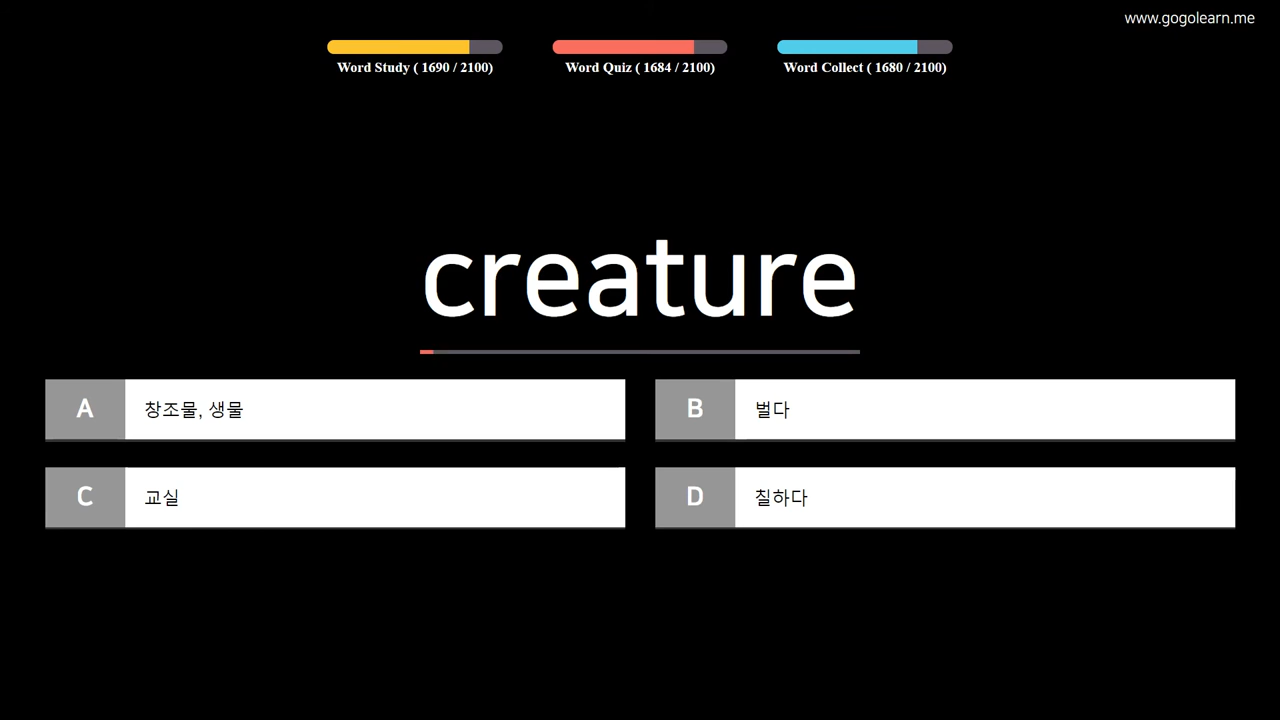 www.gogolearn.me
Word Study ( 1690 / 2100)
Word Quiz ( 1684 / 2100)
Word Collect ( 1680 / 2100)
creature
A 창조물, 생물
B 벌다
C 교실
D 칠하다